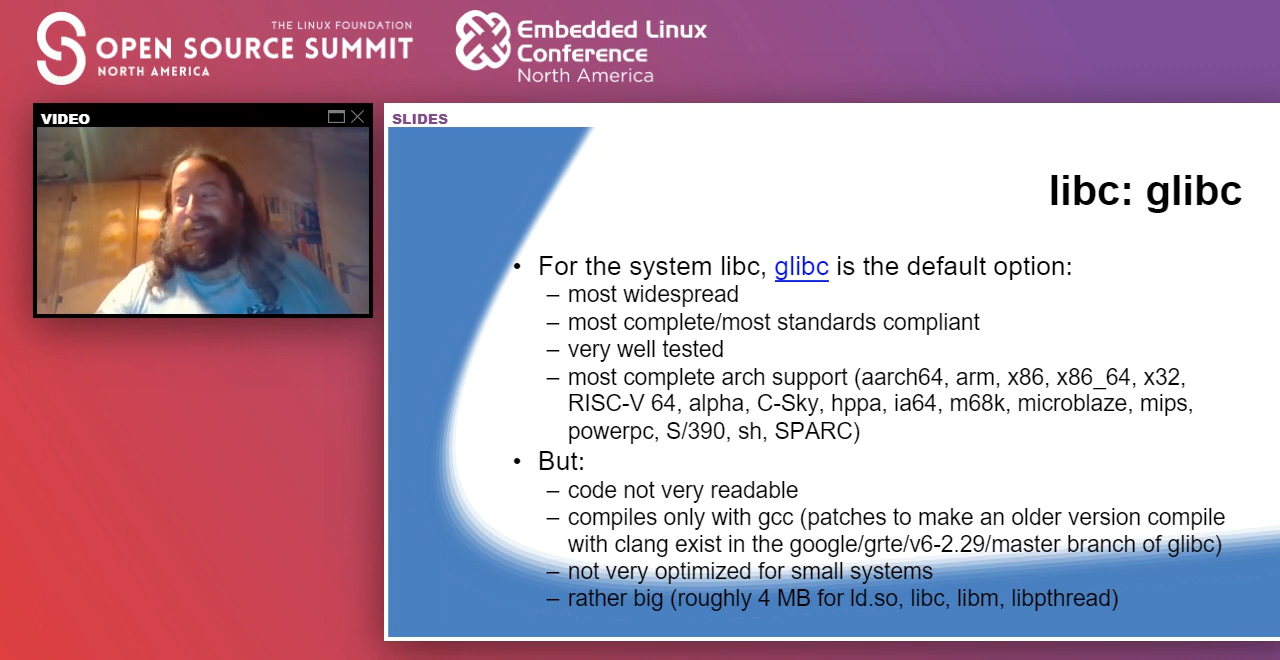 THE LINUX FOUNDATION
OPEN SOURCE SUMMIT
NORTH AMERICA
Embedded Linux
Conference
North America
VIDEO
SLIDES
libc: glibc
• For the system libc, glibc is the default option:
– most widespread
– most complete/most standards compliant
– very well tested
– most complete arch support (aarch64, arm, x86, x86_64, x32,
RISC-V 64, alpha, C-Sky, hppa, ia64, m68k, microblaze, mips,
powerpc, S/390, sh, SPARC)
• But:
– code not very readable
– compiles only with gcc (patches to make an older version compile
with clang exist in the google/grte/v6-2.29/master branch of glibc)
– not very optimized for small systems
– rather big (roughly 4 MB for ld.so, libc, libm, libpthread)